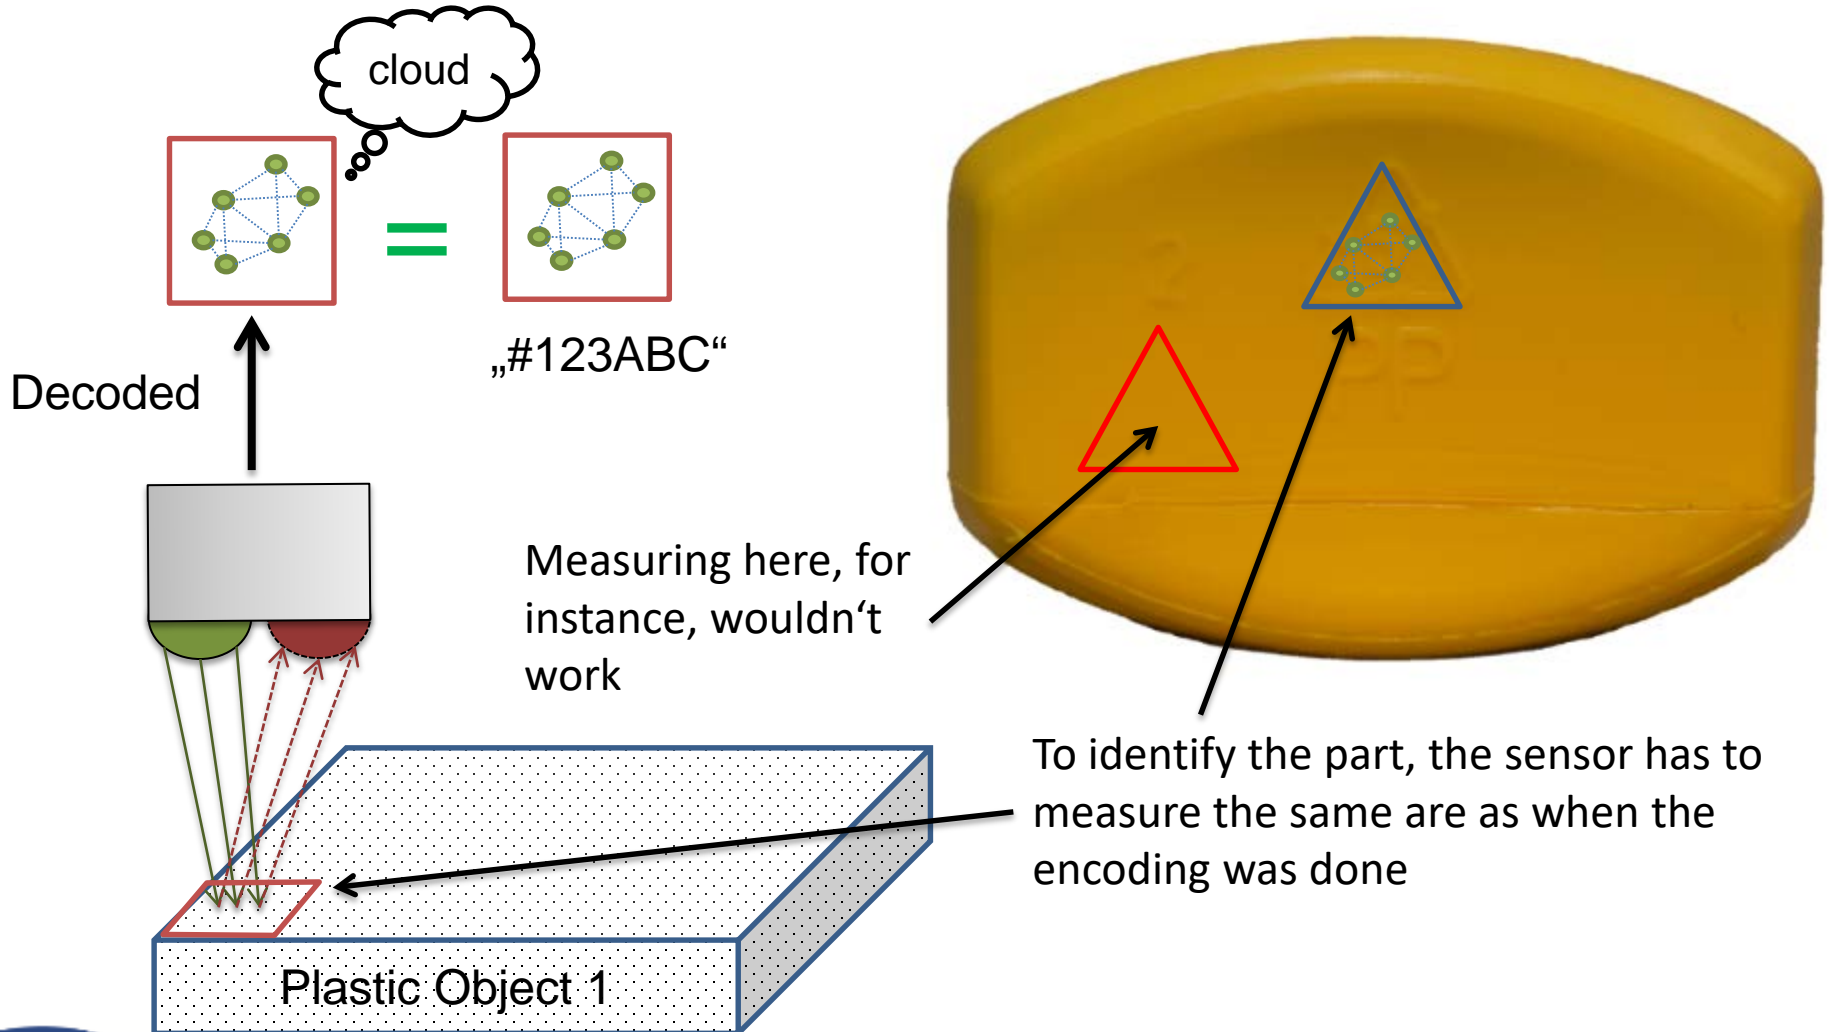 cloud
„#123ABC“
Decoded
Measuring here, for
instance, wouldn‘t
work
PP
To identify the part, the sensor has to
measure the same are as when the
encoding was done
Plastic Object 1